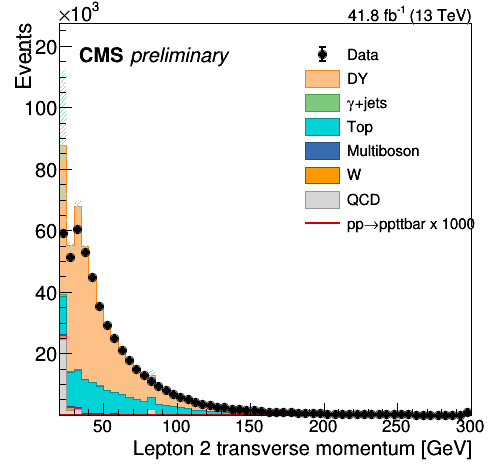 ×10³
41.8 fb⁻¹ (13 TeV)
Events
CMS preliminary
Data
DY
γ+jets
Top
Multiboson
W
QCD
pp→ppttbar x 1000
120
100
80
60
40
20
50 100 150 200 250 300
Lepton 2 transverse momentum [GeV]